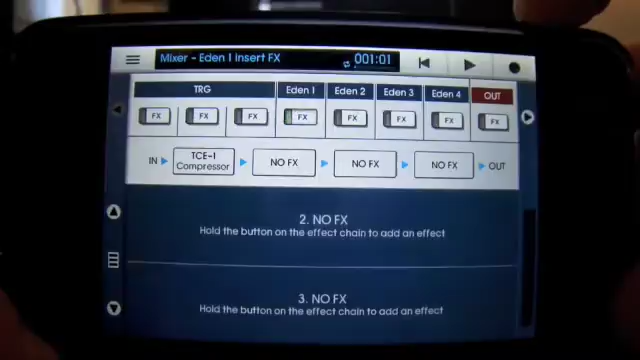 Mixer - Eden 1 Insert FX
001:01
TRG
Eden 1
Eden 2
Eden 3
Eden 4
OUT
FX
FX
FX
FX
FX
FX
FX
FX
IN
TCE-1
Compressor
NO FX
NO FX
NO FX
OUT
2. NO FX
Hold the button on the effect chain to add an effect
3. NO FX
Hold the button on the effect chain to add an effect